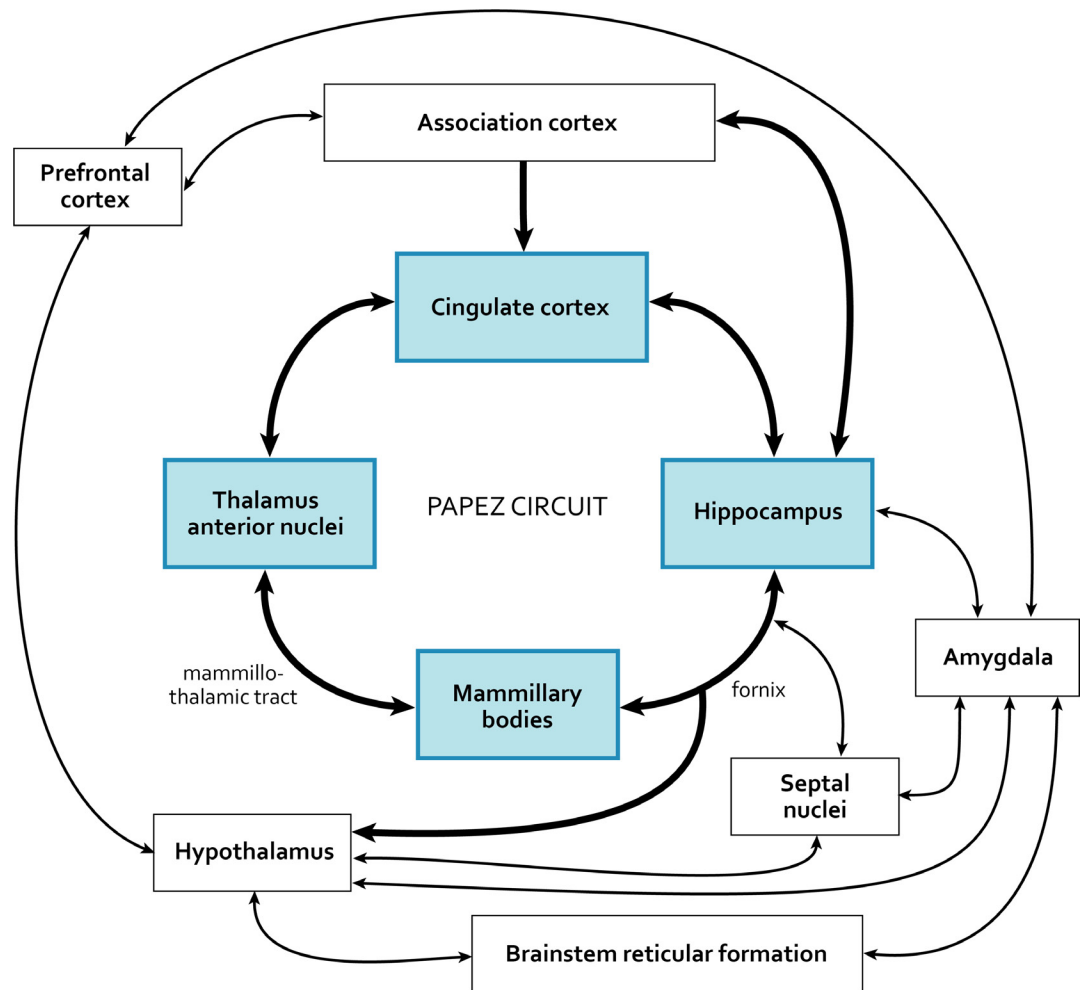 Association cortex
Prefrontal
cortex
Cingulate cortex
Thalamus
anterior nuclei
PAPEZ CIRCUIT
Hippocampus
mammillo-
thalamic tract
Mammillary
bodies
fornix
Amygdala
Septal
nuclei
Hypothalamus
Brainstem reticular formation